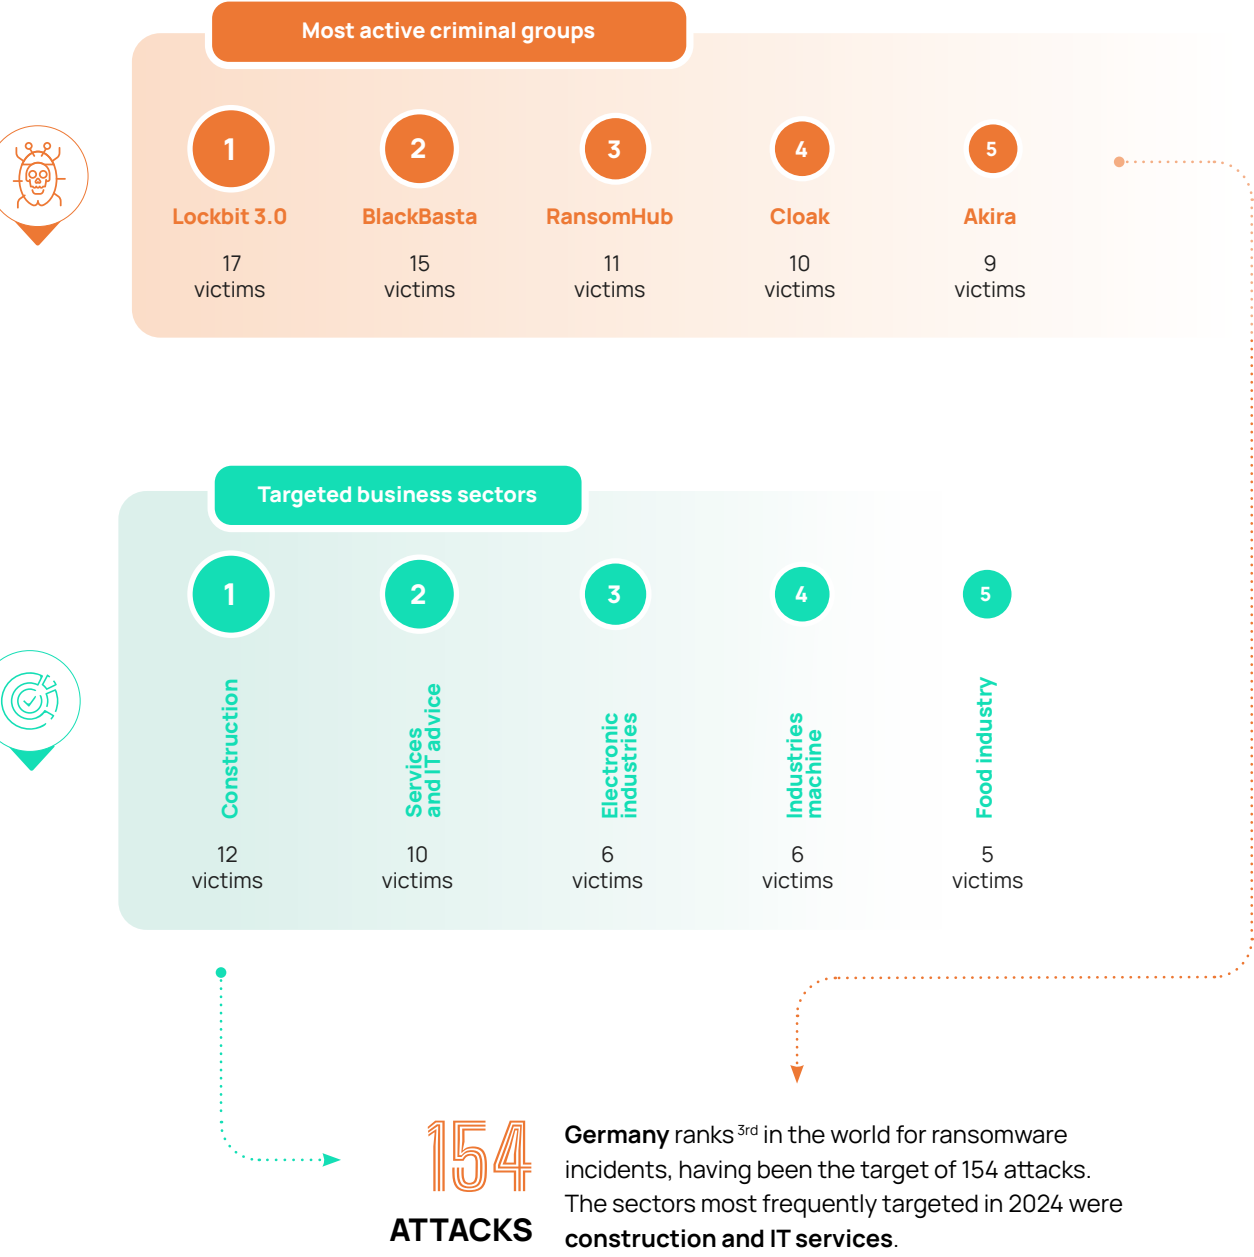 Most active criminal groups
1 2 3 4 5
Lockbit 3.0 BlackBasta RansomHub Cloak Akira
17 15 11 10 9
victims victims victims victims victims
Targeted business sectors
1 2 3 4 5
Construction
Services
and IT advice
Electronic
industries
Industries
machine
Food industry
12 10 6 6 5
victims victims victims victims victims
154
ATTACKS
Germany ranks 3rd in the world for ransomware
incidents, having been the target of 154 attacks.
The sectors most frequently targeted in 2024 were
construction and IT services.